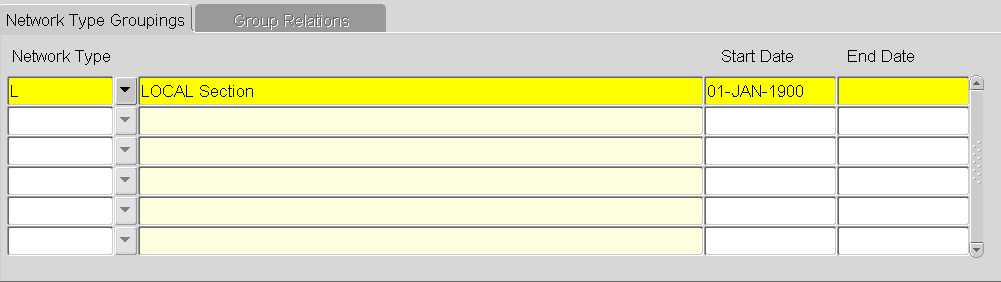 Network Type Groupings Group Relations
Network Type Start Date End Date
L LOCAL Section 01-JAN-1900